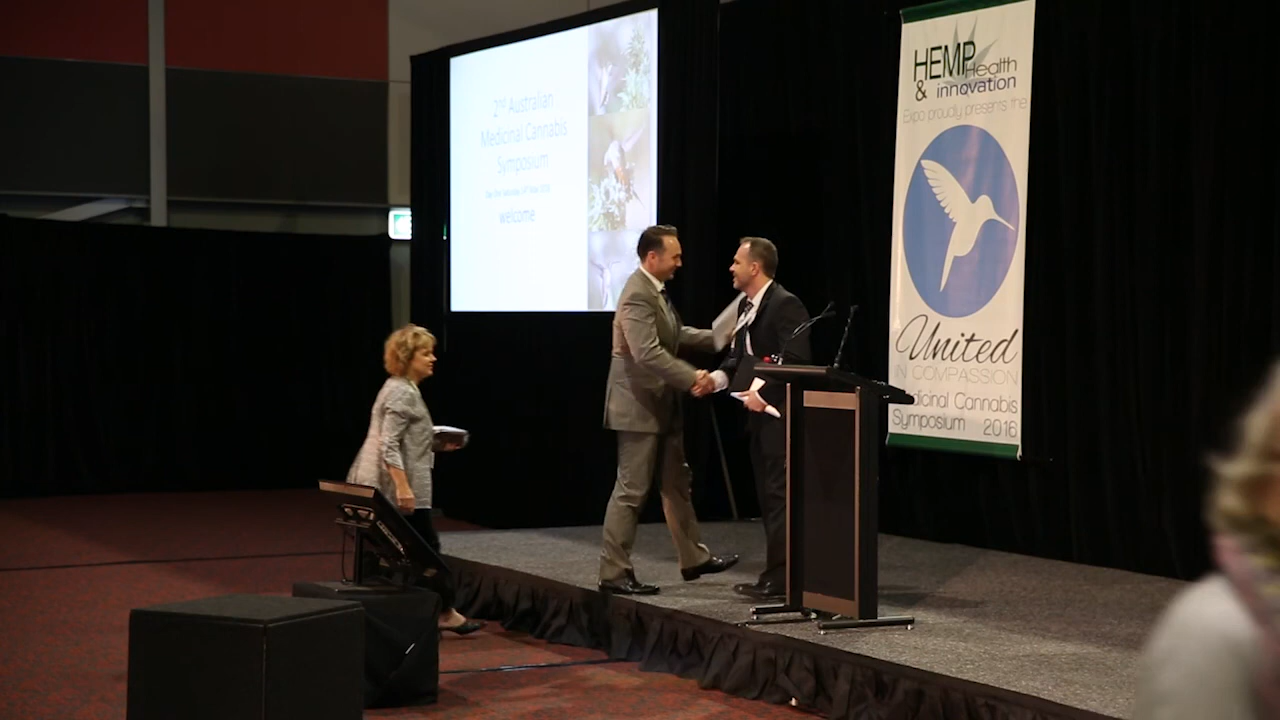 2nd Australian
Medicinal Cannabis
Symposium
welcome
HEMP
Health
& innovation
Expo proudly presents the
United
IN COMPASSION
Medicinal Cannabis
Symposium 2016